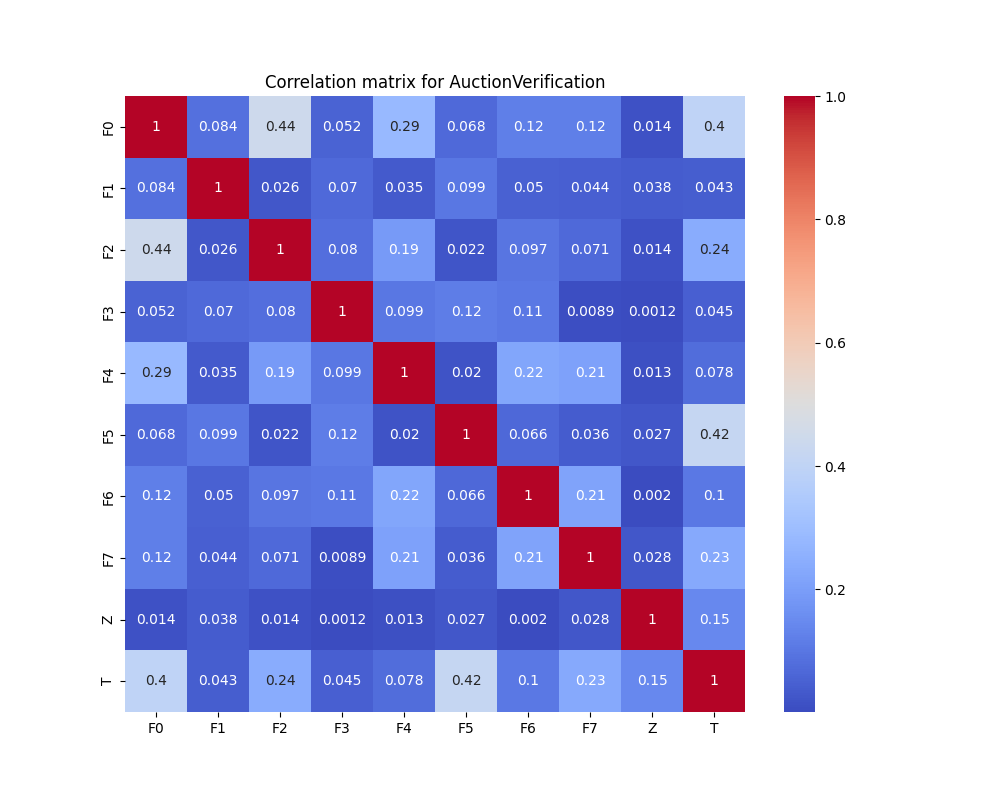 Correlation matrix for AuctionVerification
F0 1 0.084 0.44 0.052 0.29 0.068 0.12 0.12 0.014 0.4
F1 0.084 1 0.026 0.07 0.035 0.099 0.05 0.044 0.038 0.043
F2 0.44 0.026 1 0.08 0.19 0.022 0.097 0.071 0.014 0.24
F3 0.052 0.07 0.08 1 0.099 0.12 0.11 0.0089 0.0012 0.045
F4 0.29 0.035 0.19 0.099 1 0.02 0.22 0.21 0.013 0.078
F5 0.068 0.099 0.022 0.12 0.02 1 0.066 0.036 0.027 0.42
F6 0.12 0.05 0.097 0.11 0.22 0.066 1 0.21 0.002 0.1
F7 0.12 0.044 0.071 0.0089 0.21 0.036 0.21 1 0.028 0.23
Z 0.014 0.038 0.014 0.0012 0.013 0.027 0.002 0.028 1 0.15
T 0.4 0.043 0.24 0.045 0.078 0.42 0.1 0.23 0.15 1
F0 F1 F2 F3 F4 F5 F6 F7 Z T
1.0
0.8
0.6
0.4
0.2